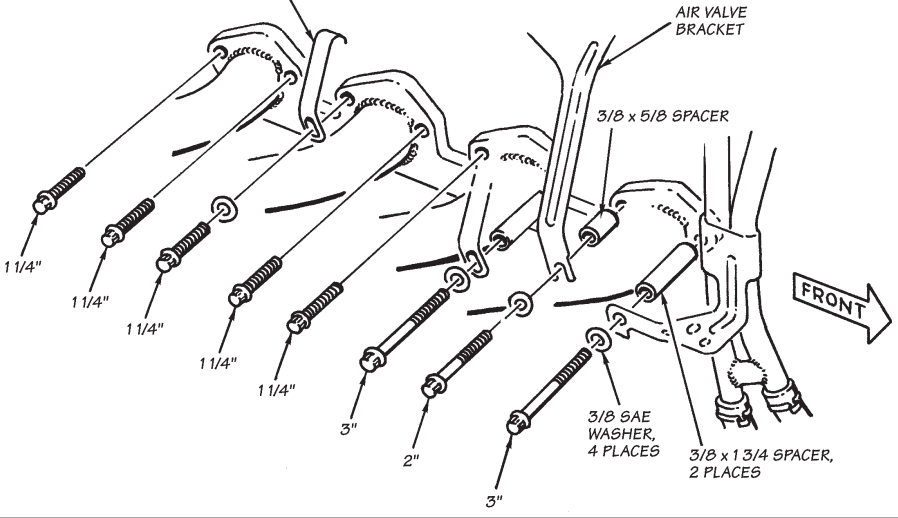 AIR VALVE
BRACKET
3/8 x 5/8 SPACER
FRONT
1 1/4"
1 1/4"
1 1/4"
1 1/4"
1 1/4"
3"
2"
3"
3/8 SAE
WASHER,
4 PLACES
3/8 x 1 3/4 SPACER,
2 PLACES